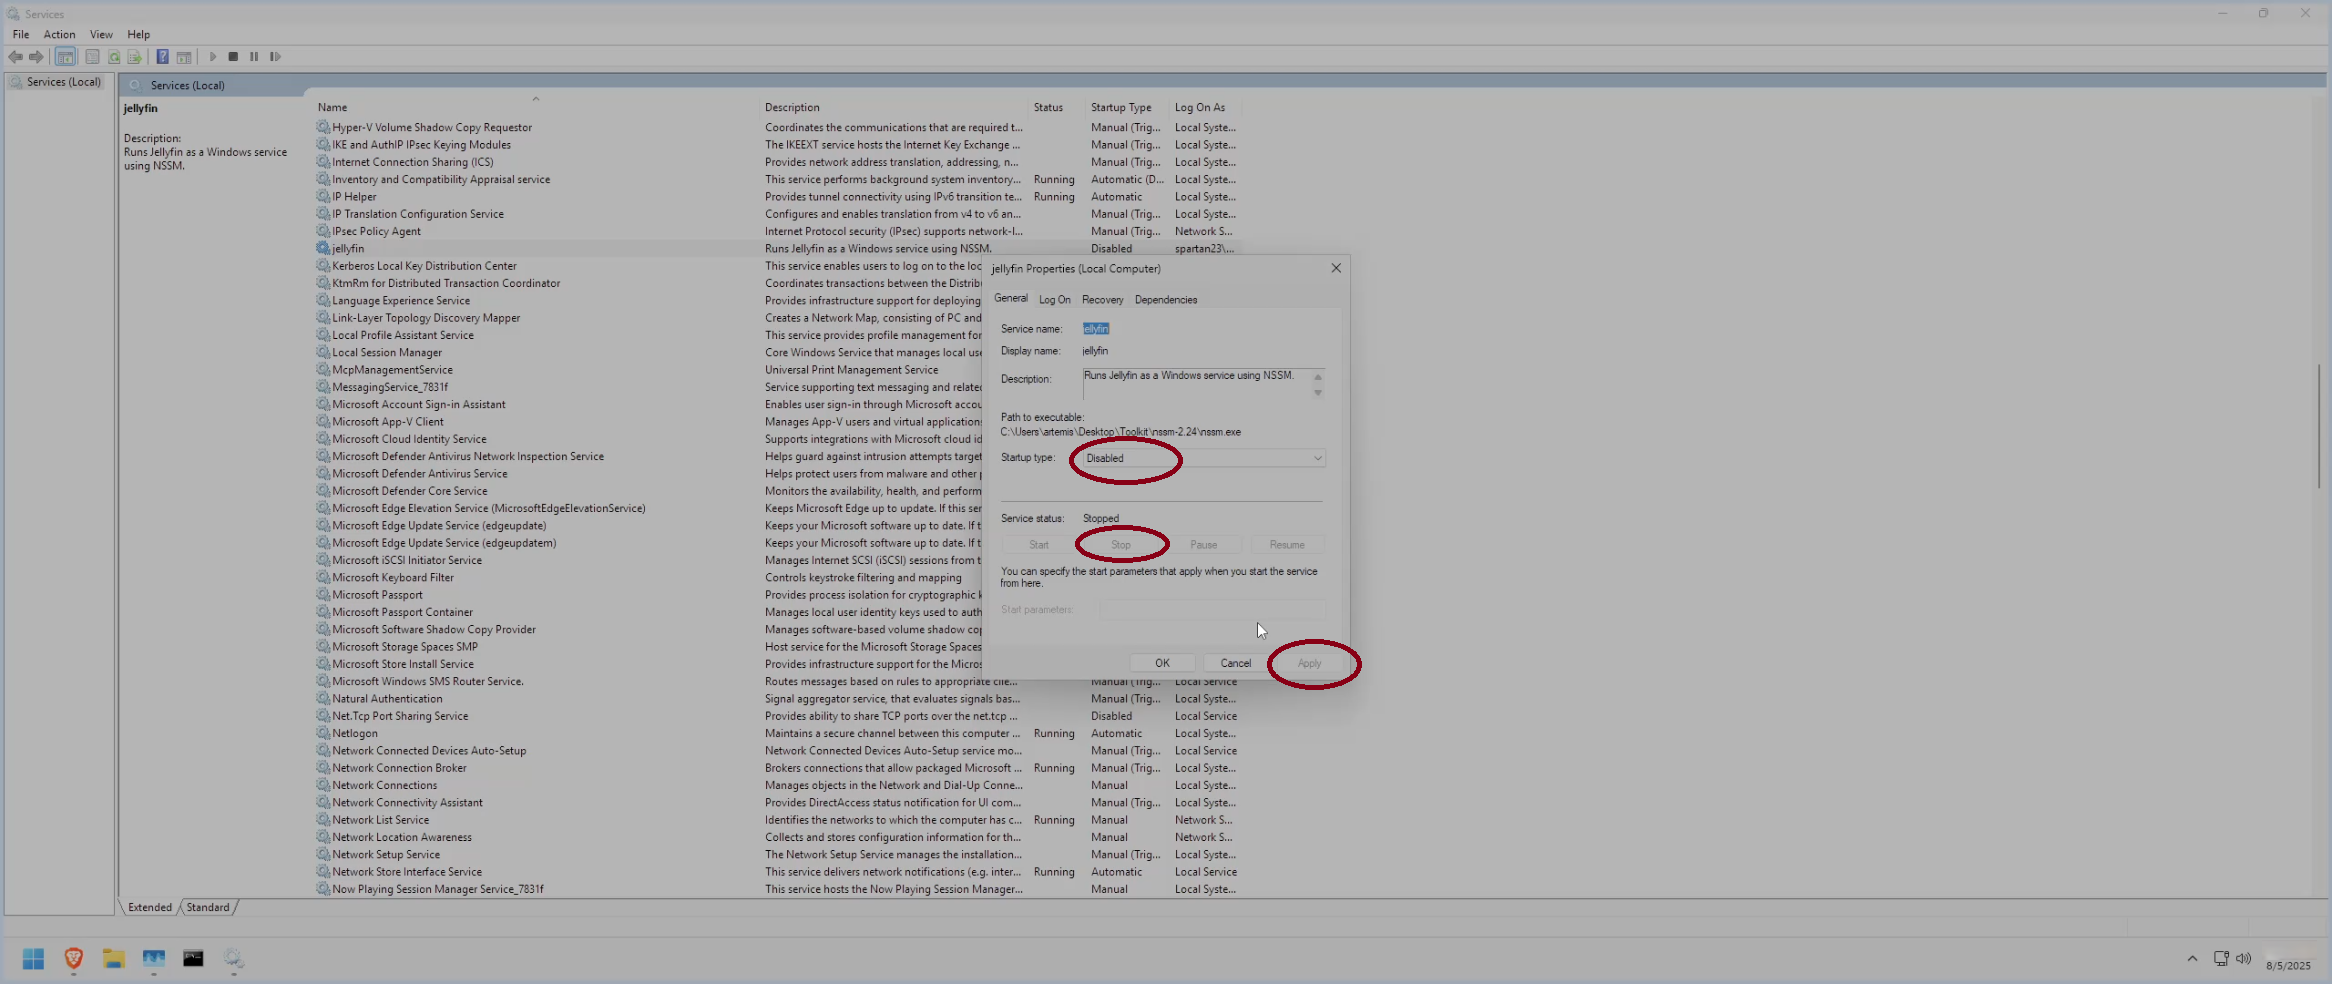 Services
File Action View Help
Services (Local)
Services (Local)
jellyfin
Description:
Runs Jellyfin as a Windows service
using NSSM.
Name Description Status Startup Type Log On As
Hyper-V Volume Shadow Copy Requestor Coordinates the communications that are required t... Manual (Trig... Local Syste...
IKE and AuthIP IPsec Keying Modules The IKEEXT service hosts the Internet Key Exchange ... Manual (Trig... Local Syste...
Internet Connection Sharing (ICS) Provides network address translation, addressing, n... Manual (Trig... Local Syste...
Inventory and Compatibility Appraisal service This service performs background system inventory... Running Automatic (D... Local Syste...
IP Helper Provides tunnel connectivity using IPv6 transition te... Running Automatic Local Syste...
IP Translation Configuration Service Configures and enables translation from v4 to v6 an... Manual (Trig... Local Syste...
IPsec Policy Agent Internet Protocol security (IPsec) supports network-l... Manual (Trig... Network S...
jellyfin Runs Jellyfin as a Windows service using NSSM. Disabled spartan23\...
Kerberos Local Key Distribution Center This service enables users to log on to the loc
KtmRm for Distributed Transaction Coordinator Coordinates transactions between the Distrib
Language Experience Service Provides infrastructure support for deploying
Link-Layer Topology Discovery Mapper Creates a Network Map, consisting of PC and
Local Profile Assistant Service This service provides profile management for
Local Session Manager Core Windows Service that manages local use
McpManagementService Universal Print Management Service
MessagingService_7831f Service supporting text messaging and relatec
Microsoft Account Sign-in Assistant Enables user sign-in through Microsoft accou
Microsoft App-V Client Manages App-V users and virtual applications
Microsoft Cloud Identity Service Supports integrations with Microsoft cloud id
Microsoft Defender Antivirus Network Inspection Service Helps guard against intrusion attempts target
Microsoft Defender Antivirus Service Helps protect users from malware and other p
Microsoft Defender Core Service Monitors the availability, health, and perform
Microsoft Edge Elevation Service (MicrosoftEdgeElevationService) Keeps Microsoft Edge up to update. If this ser
Microsoft Edge Update Service (edgeupdate) Keeps your Microsoft software up to date. If t
Microsoft Edge Update Service (edgeupdatem) Keeps your Microsoft software up to date. If t
Microsoft iSCSI Initiator Service Manages Internet SCSI (iSCSI) sessions from t
Microsoft Keyboard Filter Controls keystroke filtering and mapping
Microsoft Passport Provides process isolation for cryptographic k
Microsoft Passport Container Manages local user identity keys used to auth
Microsoft Software Shadow Copy Provider Manages software-based volume shadow cop
Microsoft Storage Spaces SMP Host service for the Microsoft Storage Spaces
Microsoft Store Install Service Provides infrastructure support for the Micros
Microsoft Windows SMS Router Service. Routes messages based on rules to appropriate clie... Manual (Trig... Local Service
Natural Authentication Signal aggregator service, that evaluates signals bas... Manual (Trig... Local Syste...
Net.Tcp Port Sharing Service Provides ability to share TCP ports over the net.tcp ... Disabled Local Service
Netlogon Maintains a secure channel between this computer ... Running Automatic Local Syste...
Network Connected Devices Auto-Setup Network Connected Devices Auto-Setup service mo... Manual (Trig... Local Service
Network Connection Broker Brokers connections that allow packaged Microsoft ... Running Manual (Trig... Local Syste...
Network Connections Manages objects in the Network and Dial-Up Conne... Manual Local Syste...
Network Connectivity Assistant Provides DirectAccess status notification for UI com... Manual (Trig... Local Syste...
Network List Service Identifies the networks to which the computer has c... Running Manual Network S...
Network Location Awareness Collects and stores configuration information for th... Manual Network S...
Network Setup Service The Network Setup Service manages the installation... Manual (Trig... Local Syste...
Network Store Interface Service This service delivers network notifications (e.g. inter... Running Automatic Local Service
Now Playing Session Manager Service_7831f This service hosts the Now Playing Session Manager... Manual Local Syste...
Extended Standard
jellyfin Properties (Local Computer)
General Log On Recovery Dependencies
Service name: jellyfin
Display name: jellyfin
Description: Runs Jellyfin as a Windows service using NSSM.
Path to executable:
C:\Users\artemis\Desktop\Toolkit\nssm-2.24\nssm.exe
Startup type: Disabled
Service status: Stopped
Start Stop Pause Resume
You can specify the start parameters that apply when you start the service
from here.
Start parameters:
OK Cancel Apply
8/5/2025